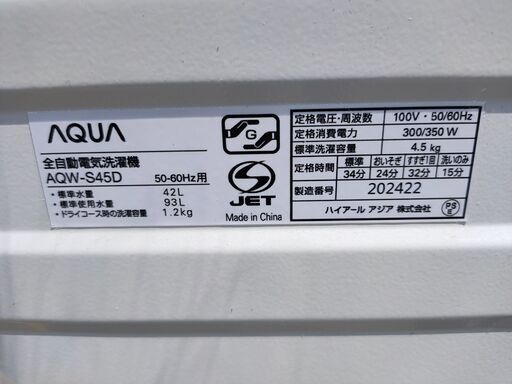 AQUA
全自動電気洗濯機
AQW-S45D 50-60Hz用
・標準水量 42L
・標準使用水量 93L
・ドライコース時の洗濯容量 1.2kg
G
S
JET
Made in China
定格電圧・周波数 100V・50/60Hz
定格消費電力 300/350W
標準洗濯容量 4.5kg
目安時間 標準 おいそぎ すすぎ1回 洗いのみ
34分 24分 32分 15分
製造番号 202422
ハイアール アジア 株式会社
PS
E